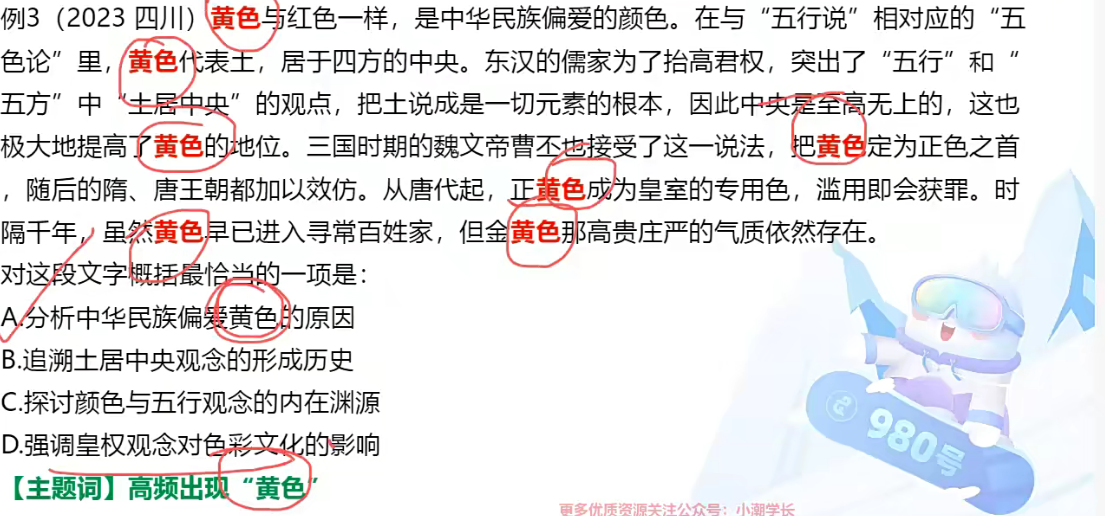 例3（2023 四川）黄色与红色一样，是中华民族偏爱的颜色。在与“五行说”相对应的“五
色论”里，黄色代表土，居于四方的中央。东汉的儒家为了抬高君权，突出了“五行”和“
五方”中“土居中央”的观点，把土说成是一切元素的根本，因此中央是至高无上的，这也
极大地提高了黄色的地位。三国时期的魏文帝曹丕也接受了这一说法，把黄色定为正色之首
，随后的隋、唐王朝都加以效仿。从唐代起，正黄色成为皇室的专用色，滥用即会获罪。时
隔千年，虽然黄色早已进入寻常百姓家，但金黄色那高贵庄严的气质依然存在。
对这段文字概括最恰当的一项是：
A.分析中华民族偏爱黄色的原因
B.追溯土居中央观念的形成历史
C.探讨颜色与五行观念的内在渊源
D.强调皇权观念对色彩文化的影响
【主题词】高频出现“黄色”
980号
更多优质资源关注公众号：小潮学长